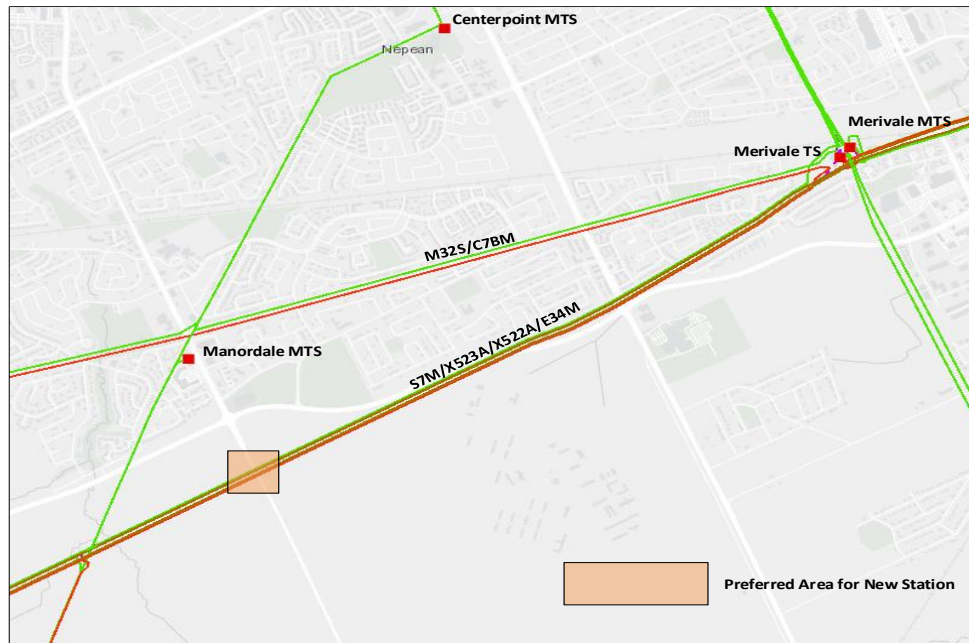 Centerpoint MTS
Nepean
Merivale MTS
Merivale TS
M32S/C7BM
Manordale MTS
S7M/X523A/X522A/E34M
Preferred Area for New Station